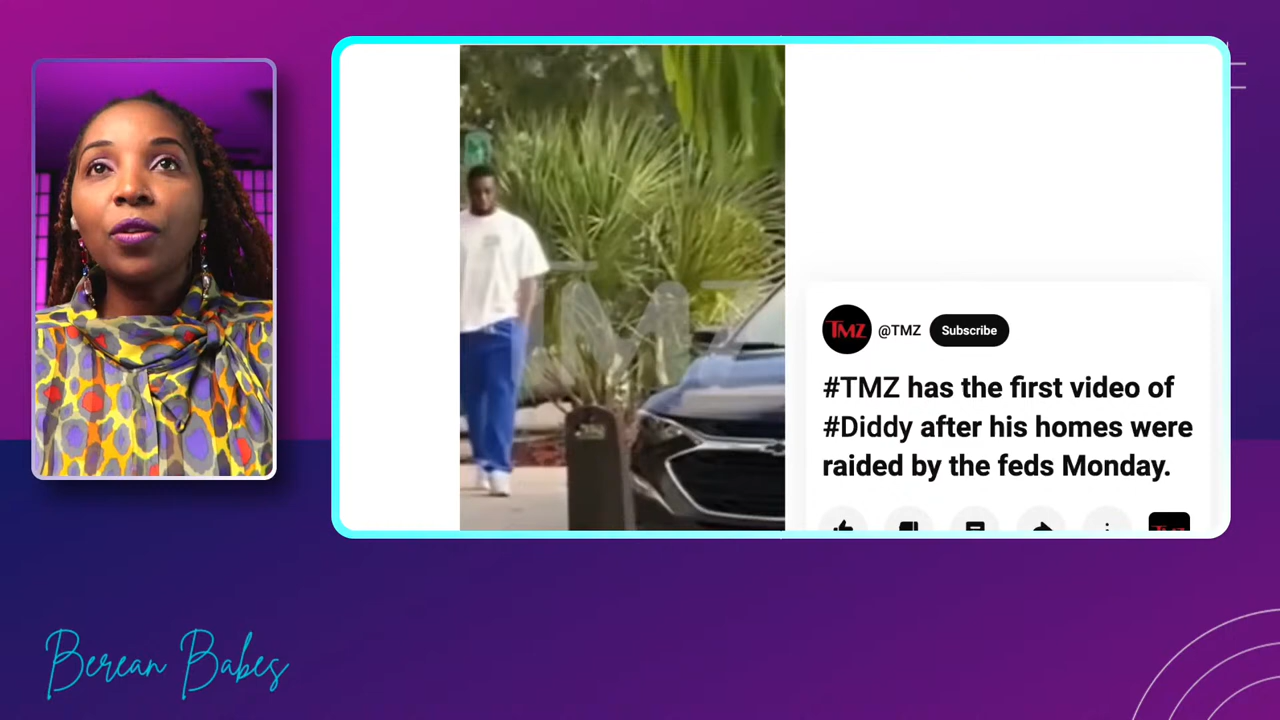 TMZ
TMZ
@TMZ
Subscribe
#TMZ has the first video of
#Diddy after his homes were
raided by the feds Monday.
Berean Babes